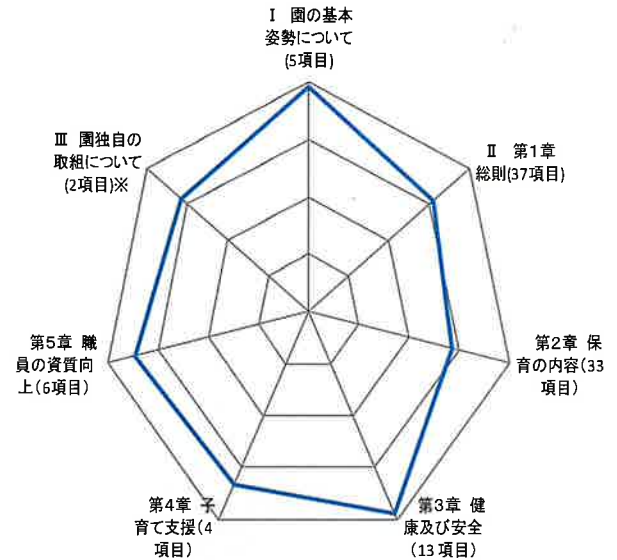 Ⅰ 園の基本
姿勢について
(5項目)
Ⅲ 園独自の
取組について
(2項目)※
Ⅱ 第1章
総則(37項目)
第5章 職
員の資質向
上(6項目)
第2章 保
育の内容(33
項目)
第4章 子
育て支援(4
項目)
第3章 健
康及び安全
(13項目)